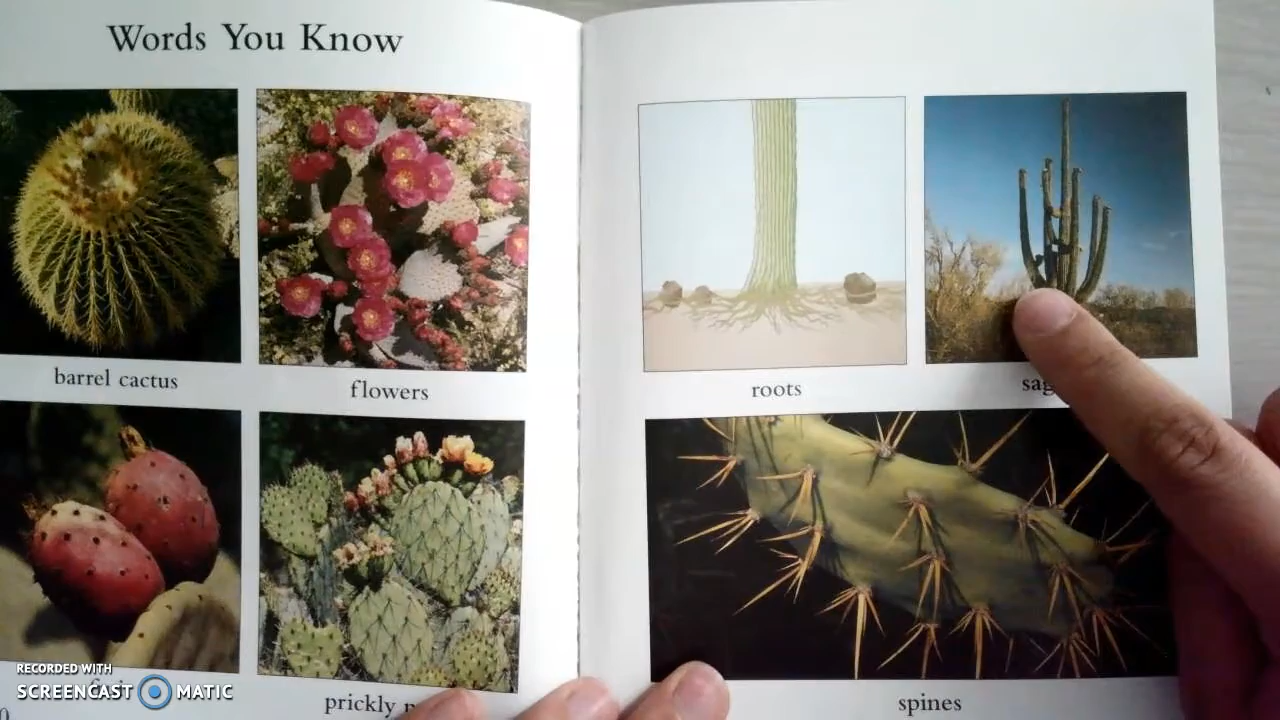 Words You Know
barrel cactus
flowers
roots
prickly
spines
RECORDED WITH
SCREENCAST MATIC